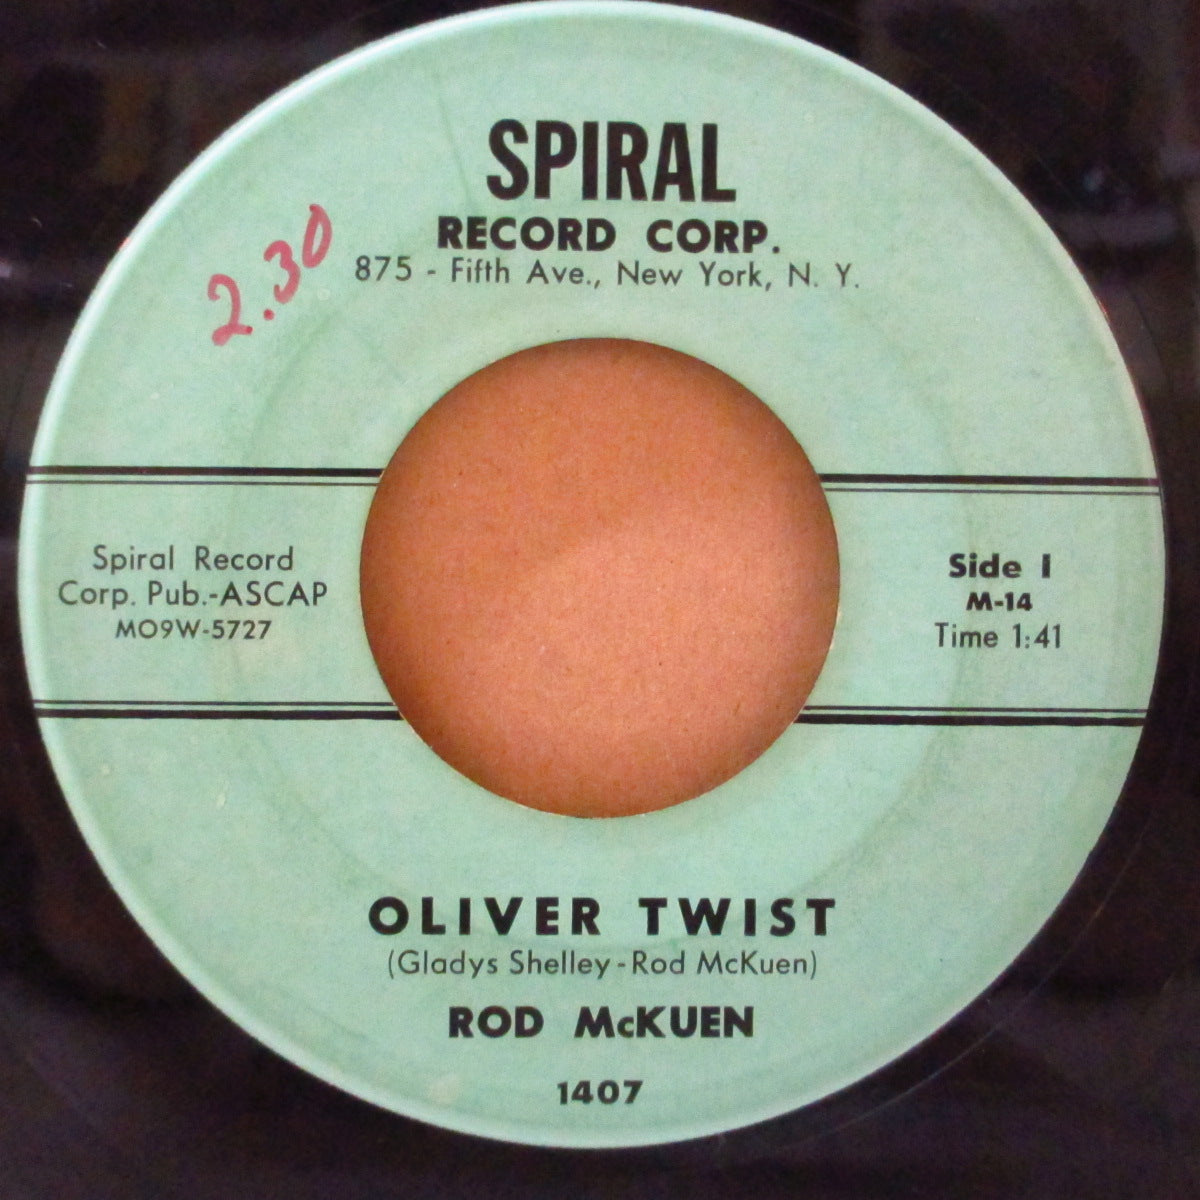 SPIRAL
RECORD CORP.
875 - Fifth Ave., New York, N. Y.
2.30
Spiral Record
Corp. Pub.-ASCAP
MO9W-5727
Side I
M-14
Time 1:41
OLIVER TWIST
(Gladys Shelley-Rod McKuen)
ROD McKUEN
1407